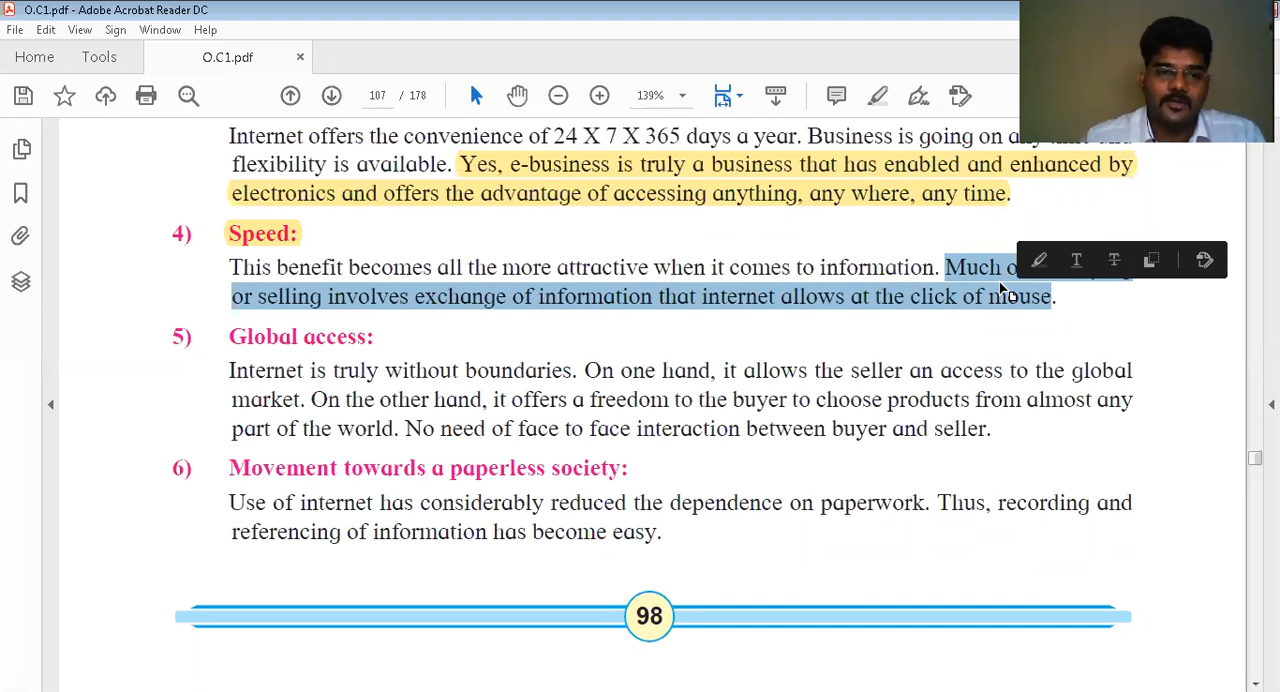 O.C1.pdf - Adobe Acrobat Reader DC
File Edit View Sign Window Help
Home Tools O.C1.pdf ×
107 / 178 139%
Internet offers the convenience of 24 X 7 X 365 days a year. Business is going on
flexibility is available. Yes, e-business is truly a business that has enabled and enhanced by
electronics and offers the advantage of accessing anything, any where, any time.
4) Speed:
This benefit becomes all the more attractive when it comes to information. Much
or selling involves exchange of information that internet allows at the click of mouse.
5) Global access:
Internet is truly without boundaries. On one hand, it allows the seller an access to the global
market. On the other hand, it offers a freedom to the buyer to choose products from almost any
part of the world. No need of face to face interaction between buyer and seller.
6) Movement towards a paperless society:
Use of internet has considerably reduced the dependence on paperwork. Thus, recording and
referencing of information has become easy.
98